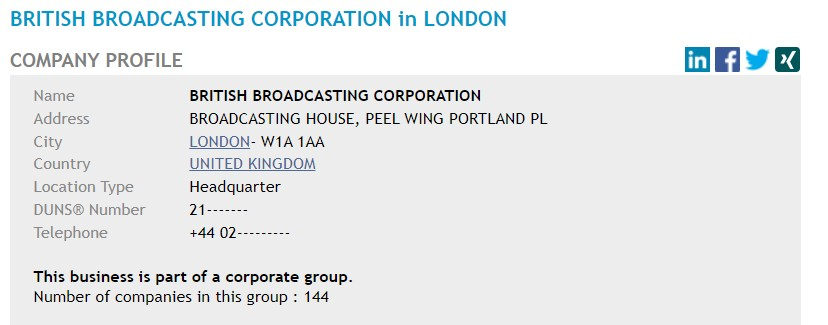 BRITISH BROADCASTING CORPORATION in LONDON
COMPANY PROFILE
in f
Name BRITISH BROADCASTING CORPORATION
Address BROADCASTING HOUSE, PEEL WING PORTLAND PL
City LONDON- W1A 1AA
Country UNITED KINGDOM
Location Type Headquarter
DUNS® Number 21-------
Telephone +44 02---------
This business is part of a corporate group.
Number of companies in this group : 144